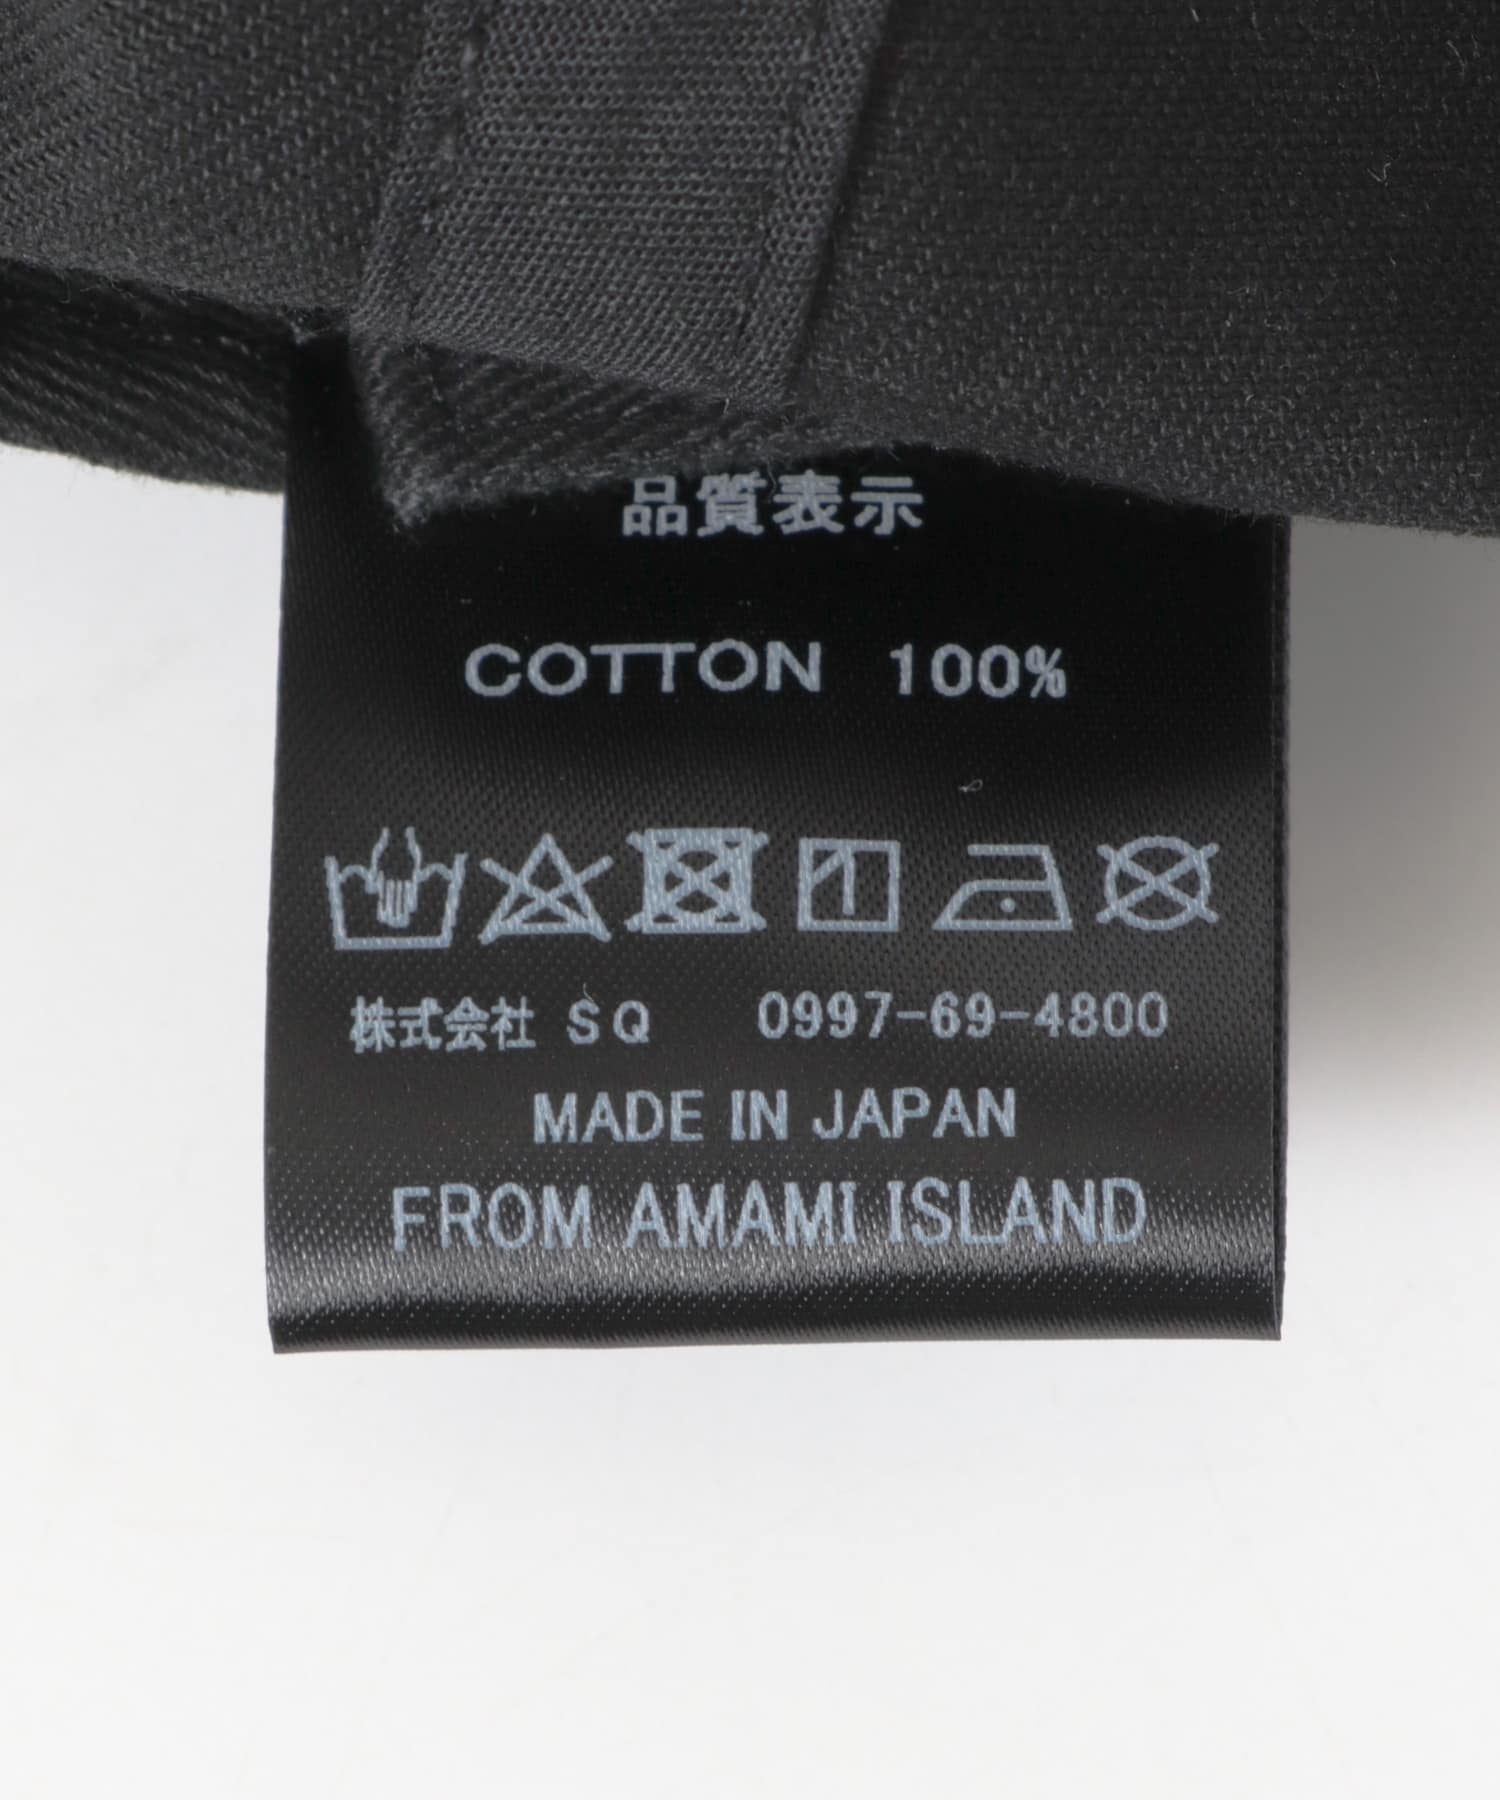 品質表示
COTTON 100%
株式会社 SQ 0997-69-4800
MADE IN JAPAN
FROM AMAMI ISLAND